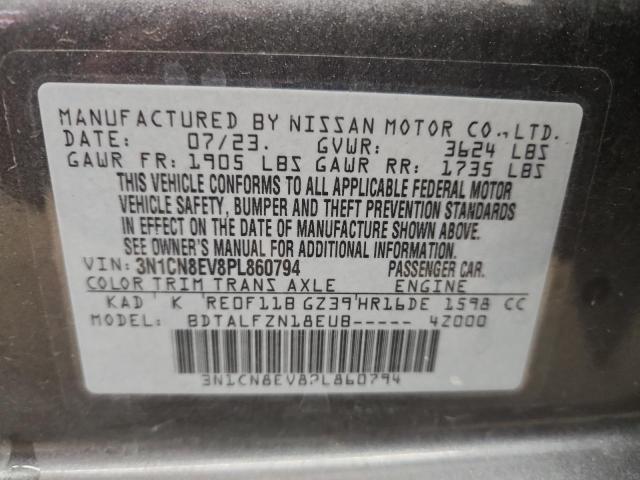 MANUFACTURED BY NISSAN MOTOR CO.,LTD.
DATE: 07/23. GVWR: 3624 LBS
GAWR FR: 1905 LBS GAWR RR: 1735 LBS
THIS VEHICLE CONFORMS TO ALL APPLICABLE FEDERAL MOTOR
VEHICLE SAFETY, BUMPER AND THEFT PREVENTION STANDARDS
IN EFFECT ON THE DATE OF MANUFACTURE SHOWN ABOVE.
SEE OWNER'S MANUAL FOR ADDITIONAL INFORMATION.
VIN: 3N1CN8EV8PL860794 PASSENGER CAR.
COLOR TRIM TRANS AXLE ENGINE
KAD K RE0F11B GZ39 HR16DE 1598 CC
MODEL: BDTALFZN18EUB----- 4Z000
3N1CN8EV8PL860794